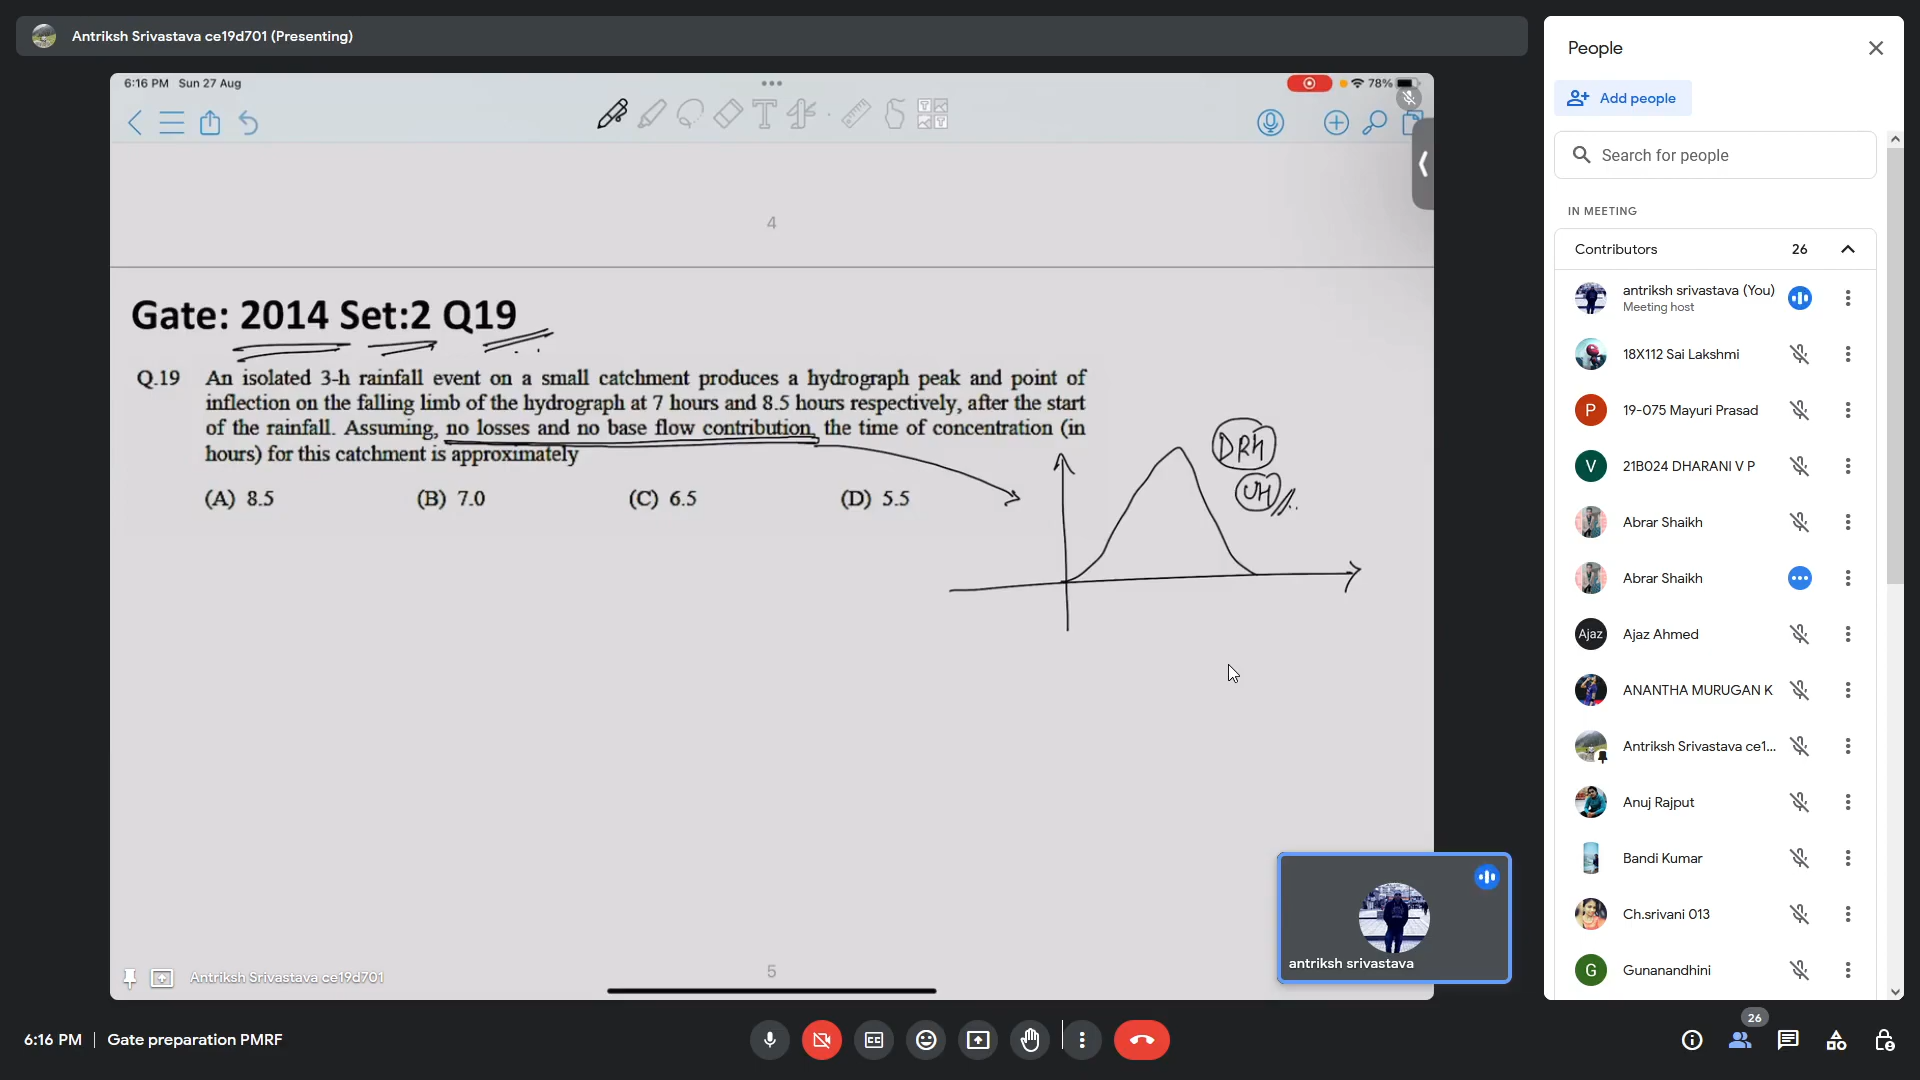 Antriksh Srivastava ce19d701 (Presenting)
6:16 PM Sun 27 Aug
78%
4
Gate: 2014 Set:2 Q19
Q.19 An isolated 3-h rainfall event on a small catchment produces a hydrograph peak and point of
inflection on the falling limb of the hydrograph at 7 hours and 8.5 hours respectively, after the start
of the rainfall. Assuming, no losses and no base flow contribution, the time of concentration (in
hours) for this catchment is approximately
(A) 8.5 (B) 7.0 (C) 6.5 (D) 5.5
DRH
UH
Antriksh Srivastava ce19d701
5
antriksh srivastava
People
Add people
Search for people
IN MEETING
Contributors 26
antriksh srivastava (You)
Meeting host
18X112 Sai Lakshmi
P 19-075 Mayuri Prasad
V 21B024 DHARANI V P
Abrar Shaikh
Abrar Shaikh
Ajaz Ajaz Ahmed
ANANTHA MURUGAN K
Antriksh Srivastava ce1...
Anuj Rajput
Bandi Kumar
Ch.srivani 013
G Gunanandhini
6:16 PM | Gate preparation PMRF
26